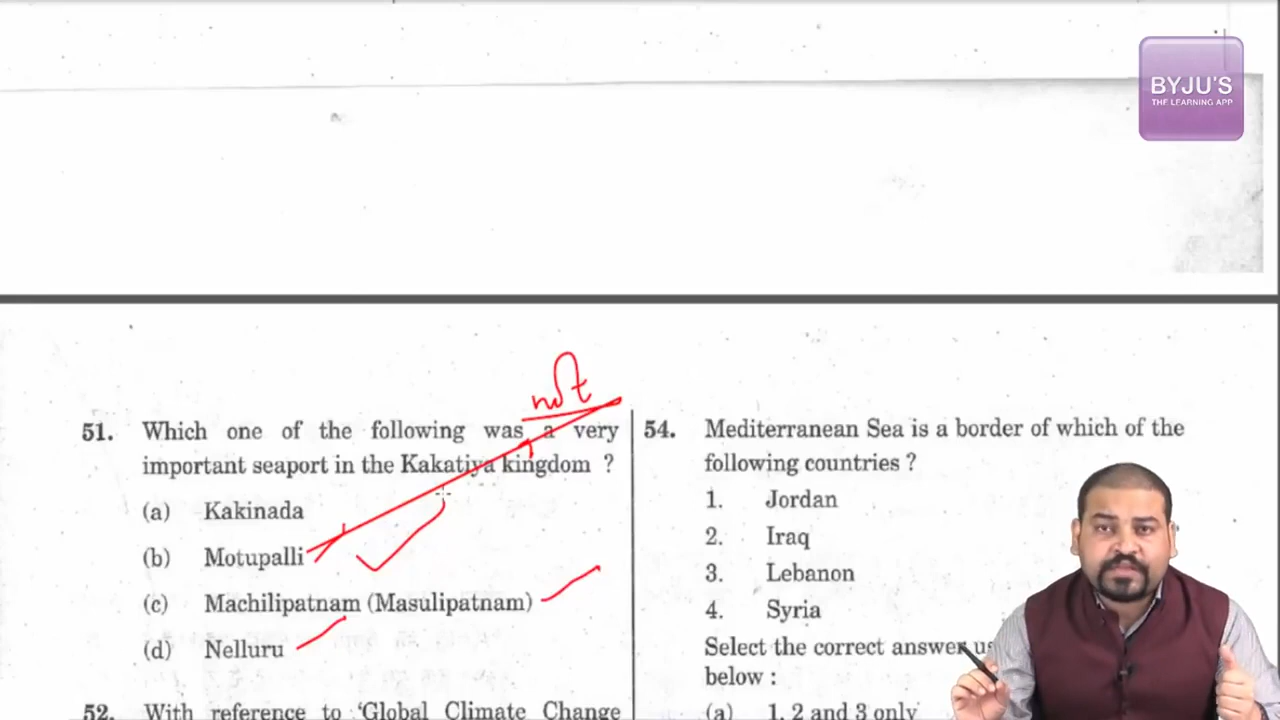 BYJU'S
THE LEARNING APP
not
51. Which one of the following was a very
important seaport in the Kakatiya kingdom ?
(a) Kakinada
(b) Motupalli
(c) Machilipatnam (Masulipatnam)
(d) Nelluru
52. With reference to 'Global Climate Change
54. Mediterranean Sea is a border of which of the
following countries ?
1. Jordan
2. Iraq
3. Lebanon
4. Syria
Select the correct answer us
below :
(a) 1, 2 and 3 only